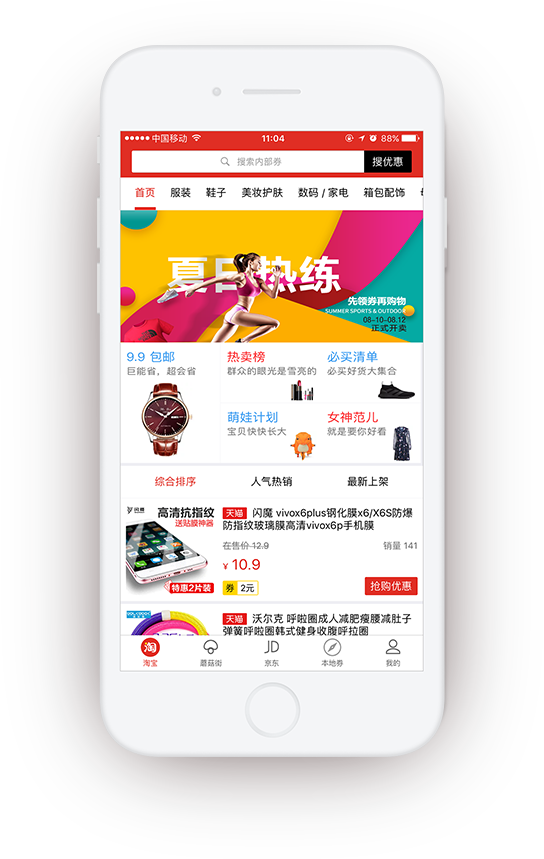 中国移动 11:04 88%
搜索内部券 搜优惠
首页 服装 鞋子 美妆护肤 数码 / 家电 箱包配饰
夏日热练
先领券再购物
SUMMER SPORTS & OUTDOOR
08-10-08.12
正式开卖
9.9 包邮 热卖榜 必买清单
巨能省，超会省 群众的眼光是雪亮的 必买好货大集合
萌娃计划 女神范儿
宝贝快快长大 就是要你好看
综合排序 人气热销 最新上架
闪魔 高清抗指纹
送贴膜神器
特惠2片装
天猫 闪魔 vivox6plus钢化膜x6/X6S防爆
防指纹玻璃膜高清vivox6p手机膜
在售价 12.9 销量 141
¥ 10.9
券 2元 抢购优惠
天猫 沃尔克 呼啦圈成人减肥瘦腰减肚子
弹簧呼啦圈韩式健身收腹呼拉圈
淘
JD
淘宝 蘑菇街 京东 本地券 我的